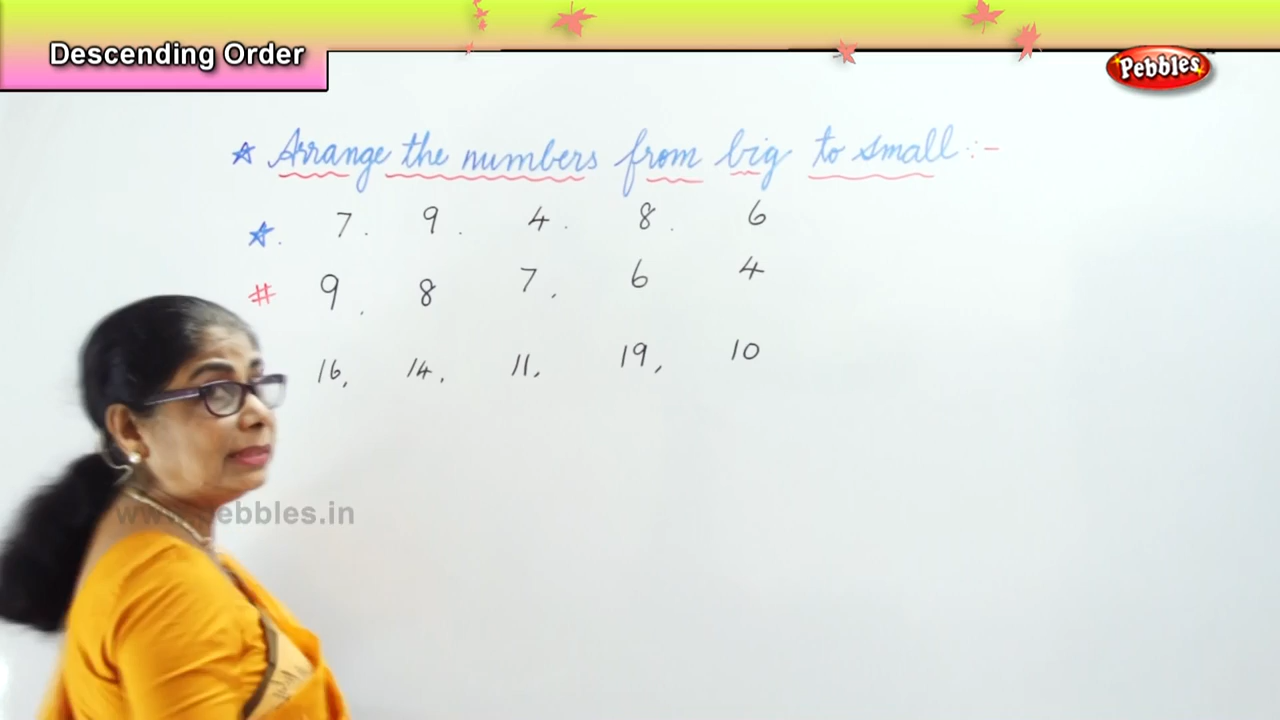 Descending Order
Pebbles
☆ Arrange the numbers from big to small :-
☆. 7. 9. 4. 8. 6
# 9. 8 7. 6 4
16, 14, 11, 19, 10
www.pebbles.in